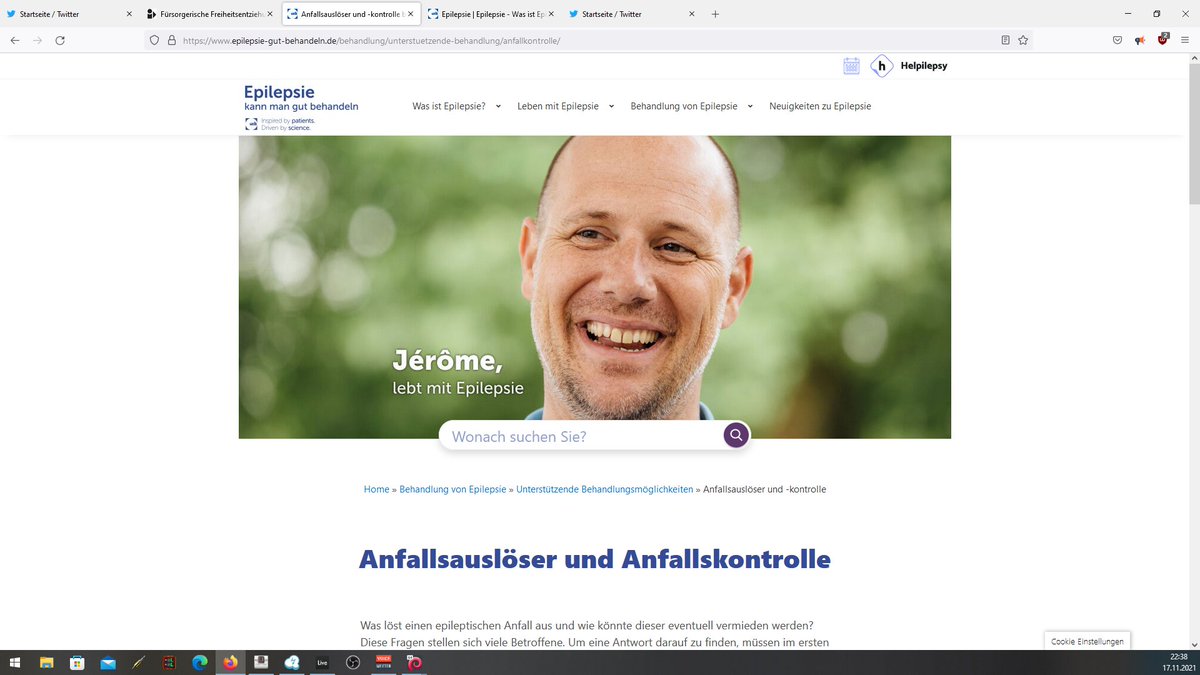 Startseite / Twitter
Fürsorgerische Freiheitsentzieh
Anfallsauslöser und -kontrolle b
Epilepsie | Epilepsie - Was ist Ep
Startseite / Twitter
https://www.epilepsie-gut-behandeln.de/behandlung/unterstuetzende-behandlung/anfallkontrolle/
h Helpilepsy
Epilepsie
kann man gut behandeln
Inspired by patients.
Driven by science.
Was ist Epilepsie?
Leben mit Epilepsie
Behandlung von Epilepsie
Neuigkeiten zu Epilepsie
Jérôme,
lebt mit Epilepsie
Wonach suchen Sie?
Home » Behandlung von Epilepsie » Unterstützende Behandlungsmöglichkeiten » Anfallsauslöser und -kontrolle
Anfallsauslöser und Anfallskontrolle
Was löst einen epileptischen Anfall aus und wie könnte dieser eventuell vermieden werden?
Diese Fragen stellen sich viele Betroffene. Um eine Antwort darauf zu finden, müssen im ersten
Cookie Einstellungen
Live
22:38
17.11.2021